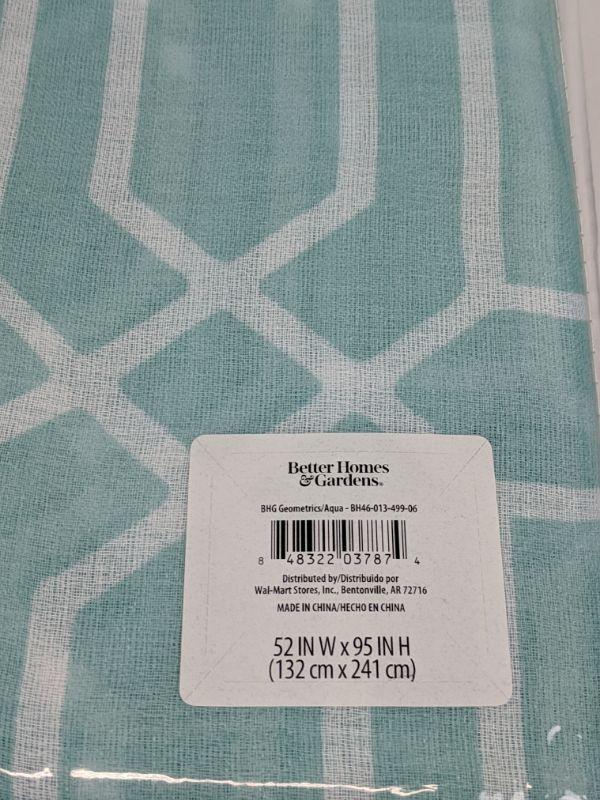 Better Homes
& Gardens®
BHG Geometrics/Aqua - BH46-013-499-06
8 48322 03787 4
Distributed by/Distribuido por
Wal-Mart Stores, Inc., Bentonville, AR 72716
MADE IN CHINA/HECHO EN CHINA
52 IN W x 95 IN H
(132 cm x 241 cm)